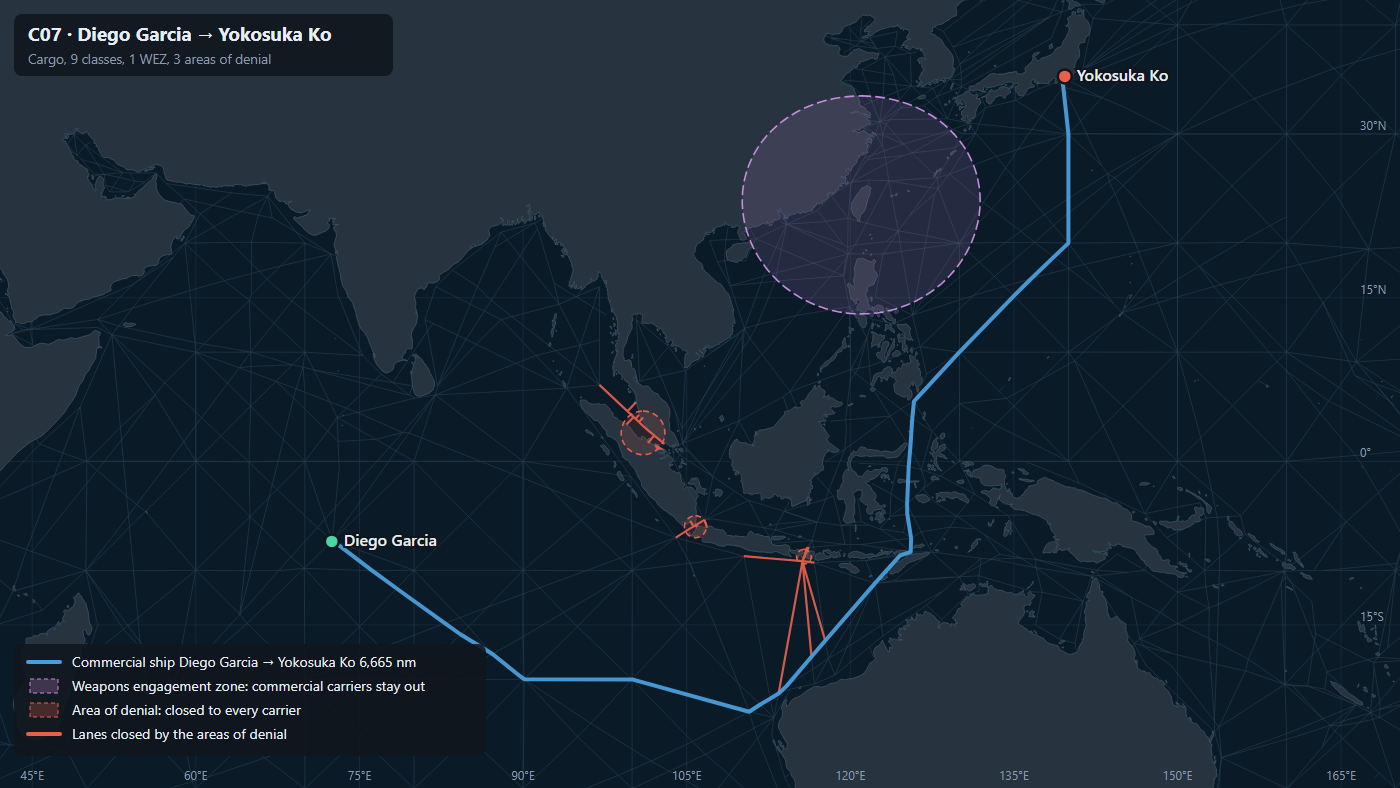 C07 · Diego Garcia → Yokosuka Ko
Cargo, 9 classes, 1 WEZ, 3 areas of denial
Yokosuka Ko
30°N
15°N
0°
Diego Garcia
15°S
Commercial ship Diego Garcia → Yokosuka Ko 6,665 nm
Weapons engagement zone: commercial carriers stay out
Area of denial: closed to every carrier
Lanes closed by the areas of denial
45°E
60°E
75°E
90°E
105°E
120°E
135°E
150°E
165°E